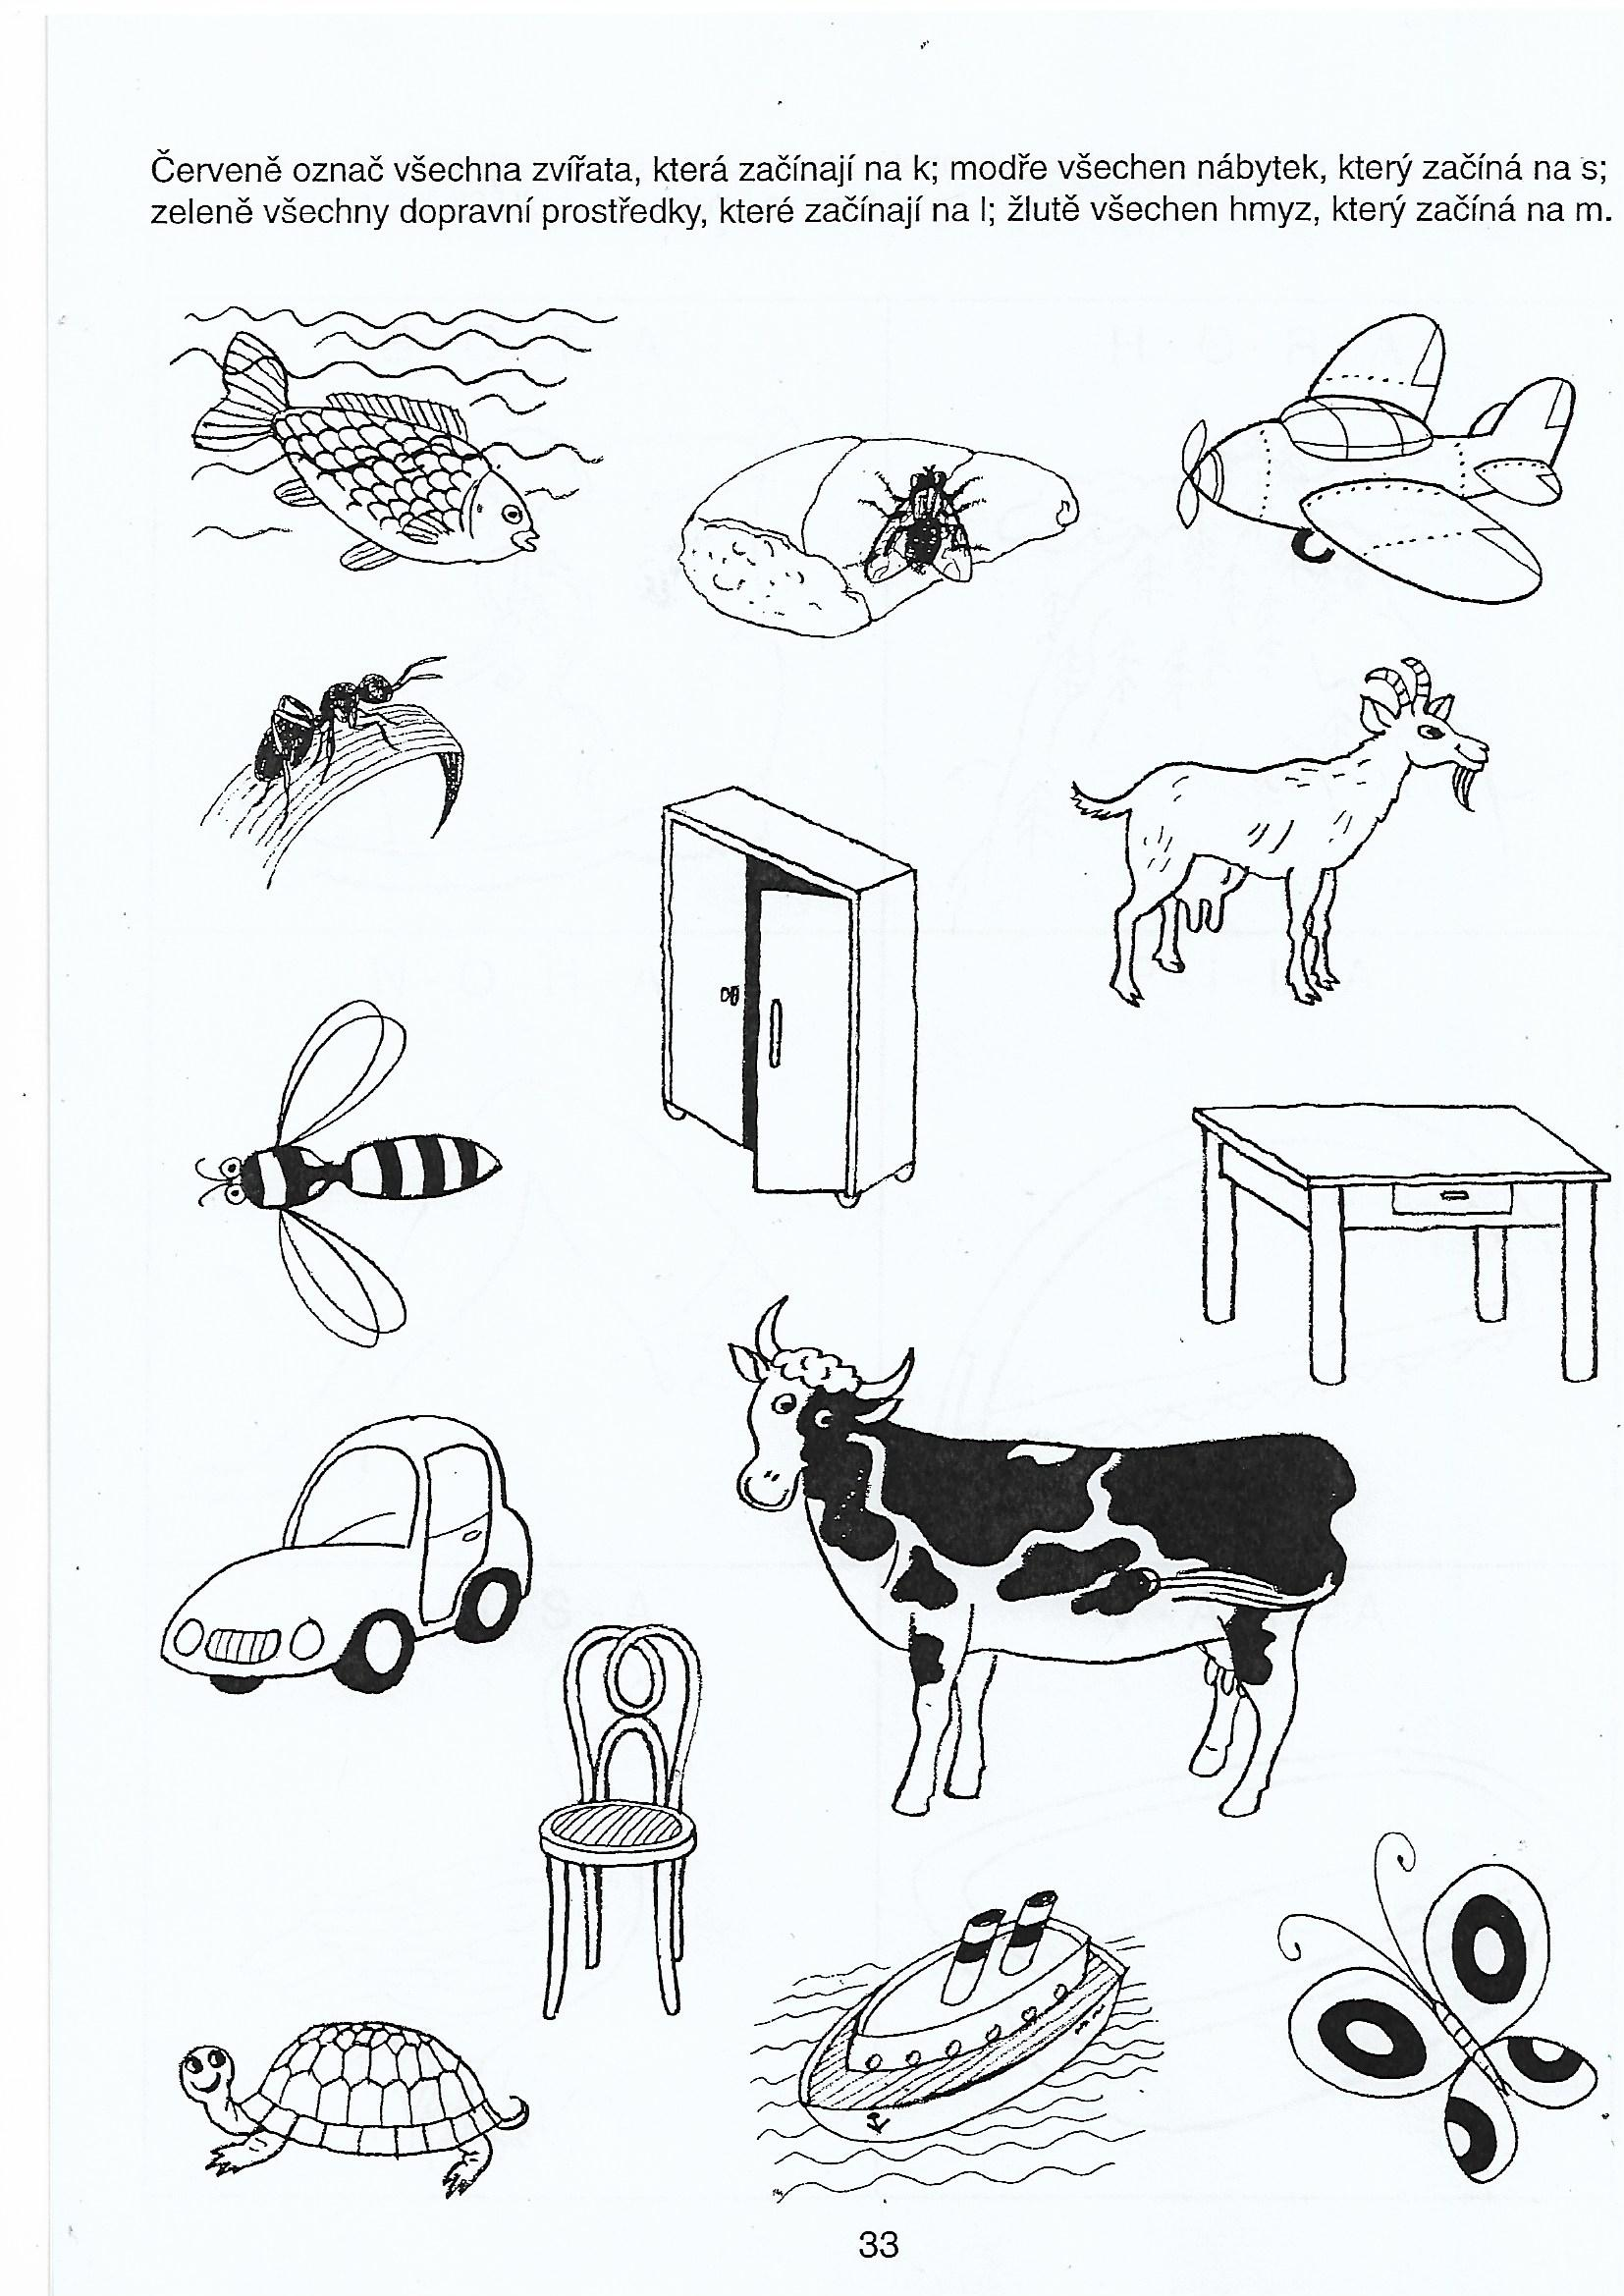 Červeně označ všechna zvířata, která začínají na k; modře všechen nábytek, který začíná na s;
zeleně všechny dopravní prostředky, které začínají na l; žlutě všechen hmyz, který začíná na m.
33